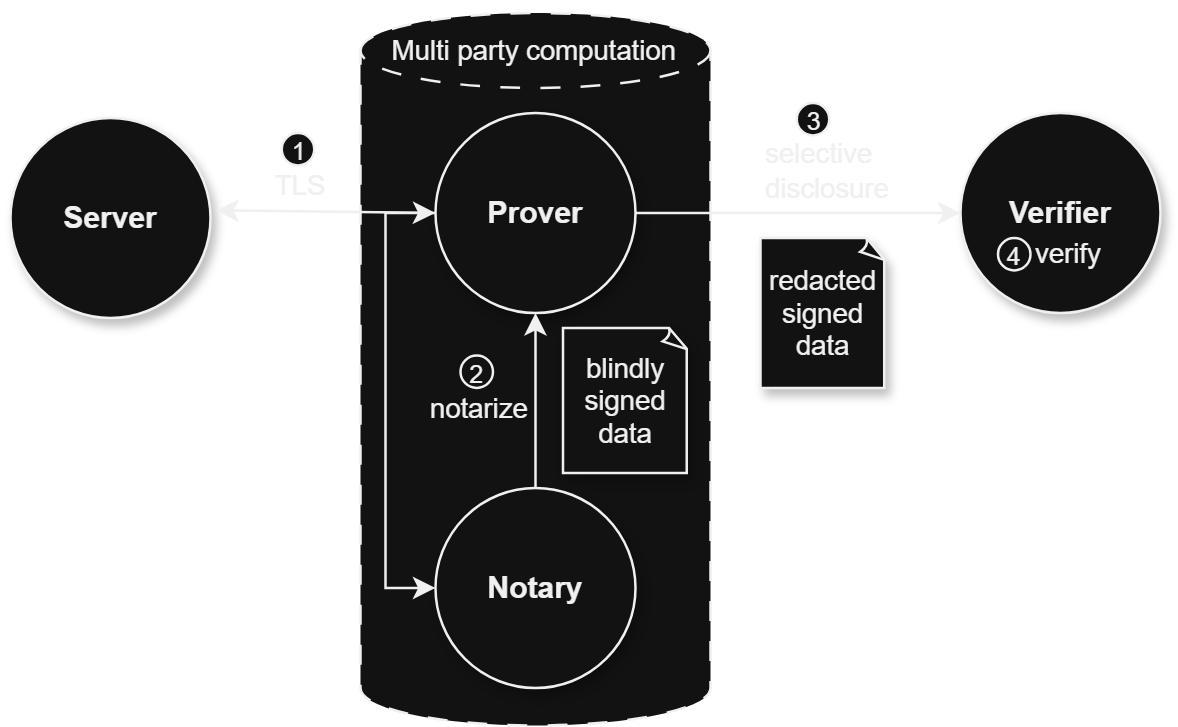 Multi party computation
1
TLS
3
selective
disclosure
Server
Prover
Verifier
4 verify
redacted
signed
data
2
notarize
blindly
signed
data
Notary